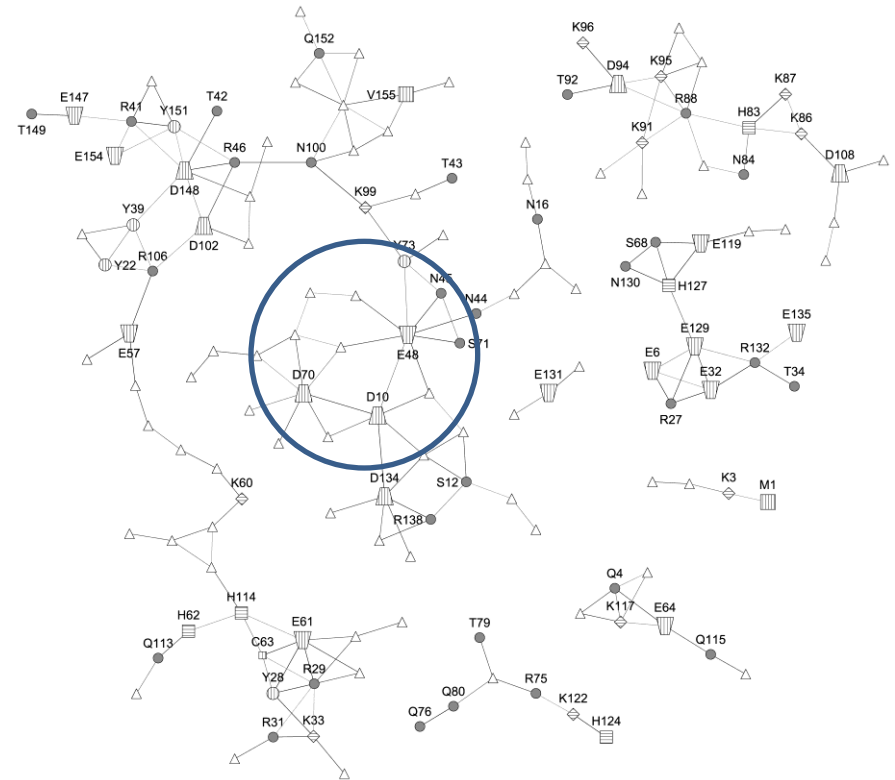 Q152
K96
D94
K95
K87
V155
T92
R88
E147
R41
Y151
T42
H83
K86
T149
K91
E154
R46
N100
N84
D108
D148
T43
K99
N16
Y39
D102
Y73
S68
E119
R106
Y22
N45
N130
H127
N44
E57
E48
S71
E129
E135
E6
R132
D70
D10
E131
E32
T34
R27
D134
S12
K60
K3
M1
R138
H114
Q4
H62
E61
K117
E64
Q113
C63
T79
Q115
R29
Y28
R75
Q80
K122
R31
K33
Q76
H124